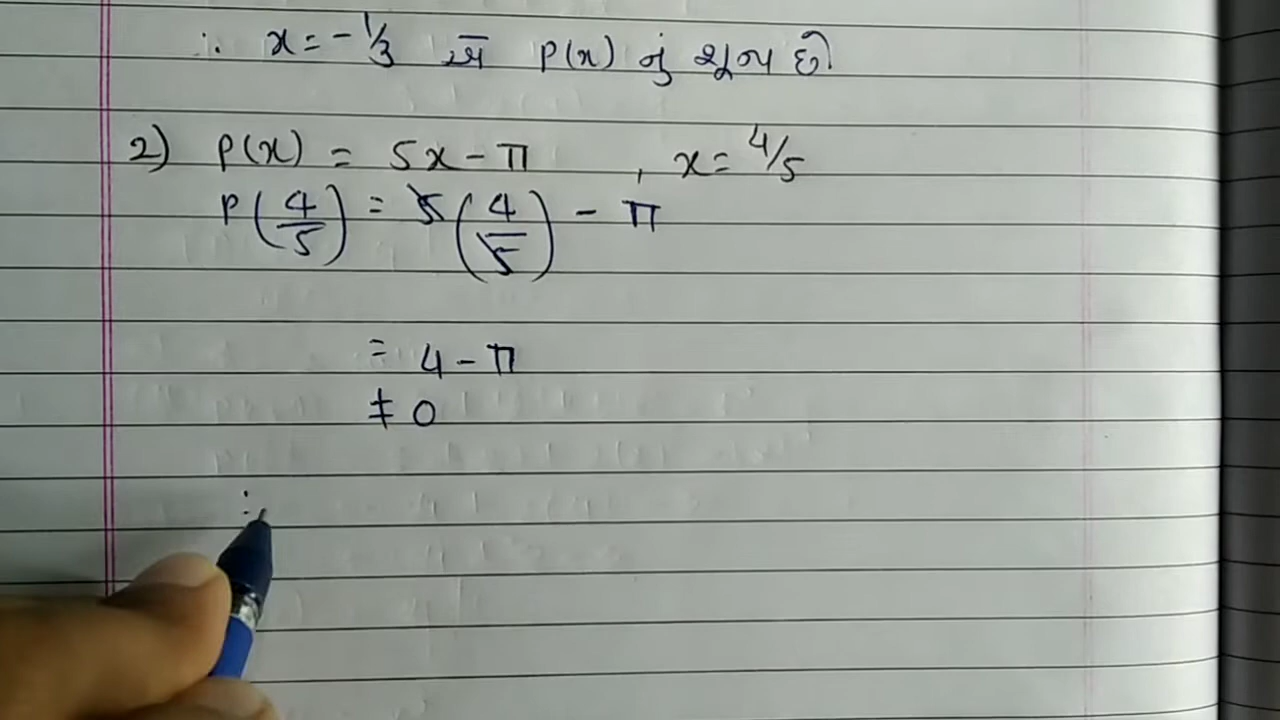 ∴ x = - 1/3 એ P(x) નું શૂન્ય છે
2) P(x) = 5x - π , x = 4/5
P(4/5) = 5(4/5) - π
= 4 - π
≠ 0
∴